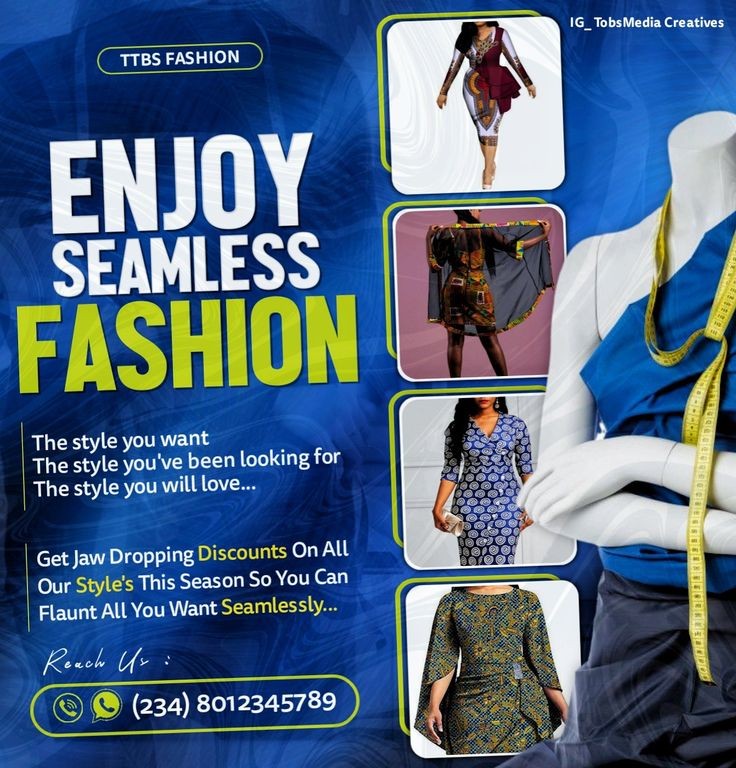 IG_TobsMedia Creatives
TTBS FASHION
ENJOY
SEAMLESS
FASHION
The style you want
The style you've been looking for
The style you will love...
Get Jaw Dropping Discounts On All
Our Style's This Season So You Can
Flaunt All You Want Seamlessly...
Reach Us :
(234) 8012345789